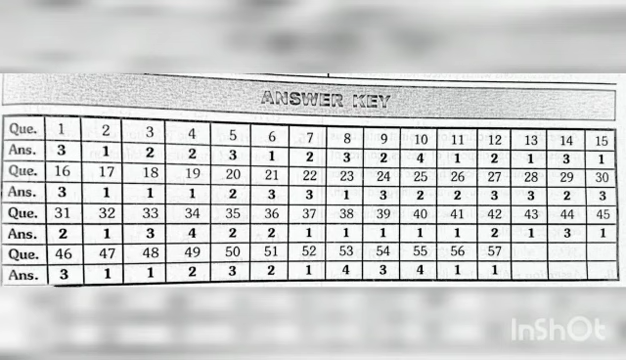 ANSWER KEY
Que. 1 2 3 4 5 6 7 8 9 10 11 12 13 14 15
Ans. 3 1 2 2 3 1 2 3 2 4 1 2 1 3 1
Que. 16 17 18 19 20 21 22 23 24 25 26 27 28 29 30
Ans. 3 1 1 1 2 3 3 1 3 2 2 3 3 2 3
Que. 31 32 33 34 35 36 37 38 39 40 41 42 43 44 45
Ans. 2 1 3 4 2 2 1 1 1 1 1 2 1 3 1
Que. 46 47 48 49 50 51 52 53 54 55 56 57
Ans. 3 1 1 2 3 2 1 4 3 4 1 1
InShOt